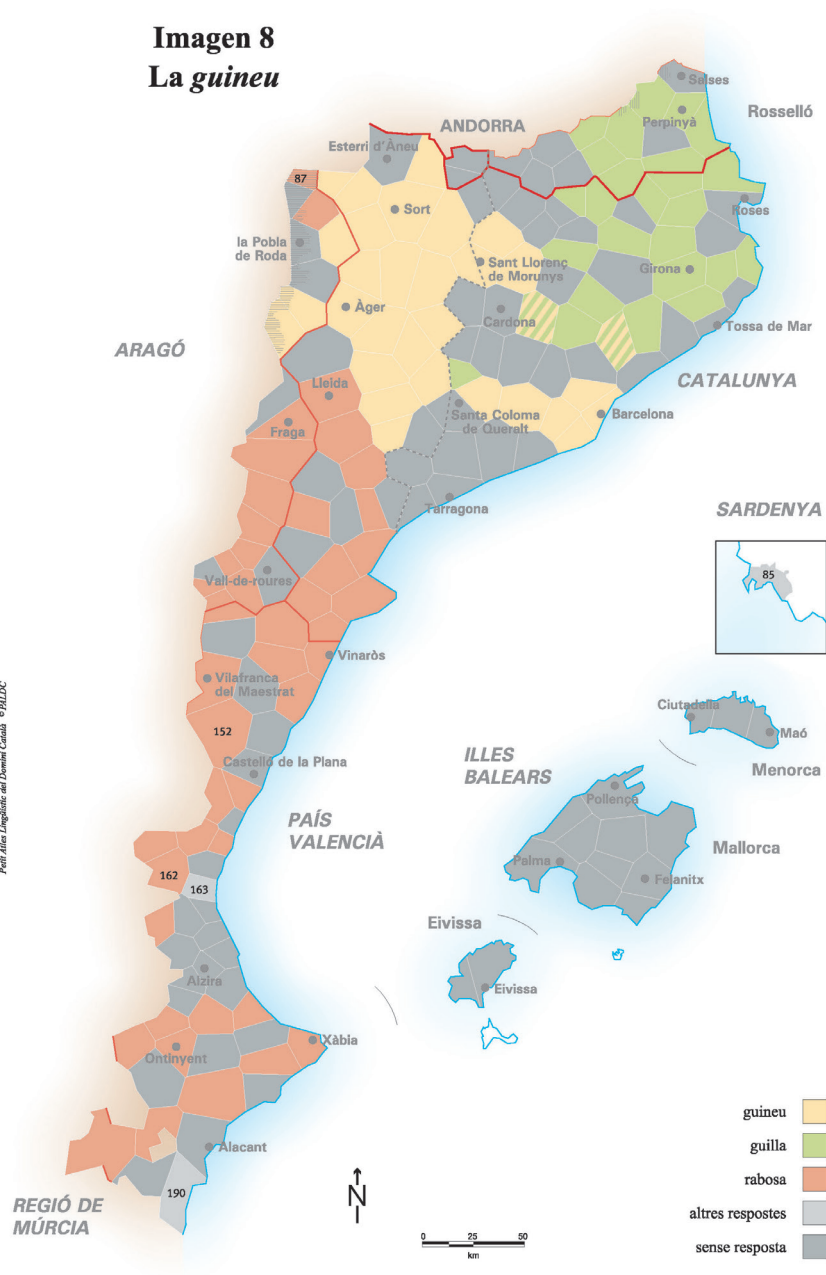 Imagen 8
La guineu
Salses
Rosselló
Perpinyà
ANDORRA
Esterri d'Àneu
87
Sort
Roses
la Pobla
de Roda
Sant Llorenç
de Morunys
Girona
Àger
Cardona
Tossa de Mar
ARAGÓ
CATALUNYA
Lleida
Santa Coloma
de Queralt
Barcelona
Fraga
Tarragona
SARDENYA
85
Vall-de-roures
Vinaròs
Vilafranca
del Maestrat
152
Castelló de la Plana
Ciutadella
Maó
Menorca
ILLES
BALEARS
Pollença
PAÍS
VALENCIÀ
Mallorca
Palma
Felanitx
162
163
Eivissa
Alzira
Eivissa
Xàbia
Ontinyent
Alacant
190
REGIÓ DE
MÚRCIA
N
0 25 50
km
guineu
guilla
rabosa
altres respostes
sense resposta
Petit Atles Lingüístic del Domini Català ©PALDC